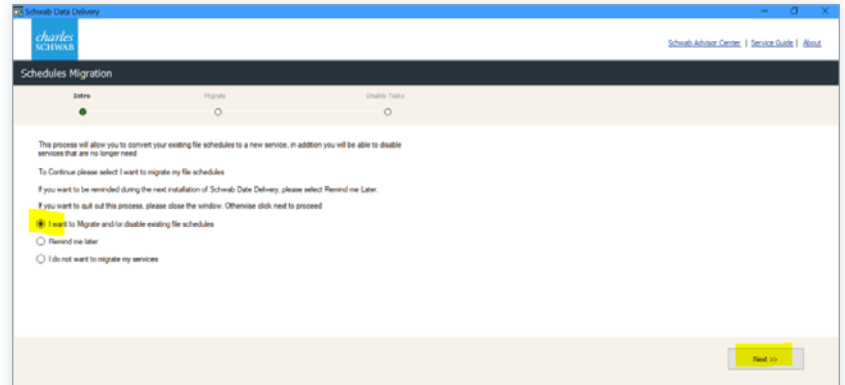 Schwab Data Delivery
charles
SCHWAB
Schwab Advisor Center | Service Guide | About
Schedules Migration
Intro Migrate Disable Tasks
This process will allow you to convert your existing file schedules to a new service, in addition you will be able to disable
services that are no longer need
To Continue please select I want to migrate my file schedules
If you want to be reminded during the next installation of Schwab Date Delivery, please select Remind me Later.
If you want to quit out this process, please close the window. Otherwise click next to proceed
I want to Migrate and/or disable existing file schedules
Remind me later
I do not want to migrate my services
Next >>